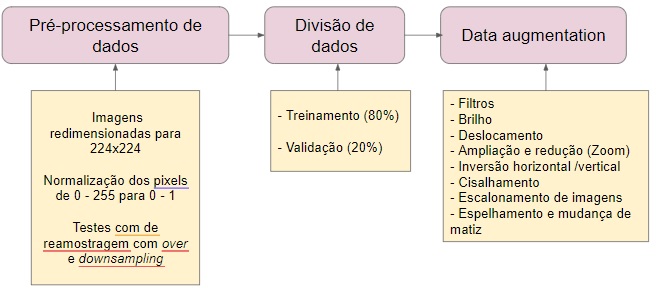 Pré-processamento de
dados
Divisão de
dados
Data augmentation
Imagens
redimensionadas para
224x224
Normalização dos pixels
de 0 - 255 para 0 - 1
Testes com de
reamostragem com over
e downsampling
- Treinamento (80%)
- Validação (20%)
- Filtros
- Brilho
- Deslocamento
- Ampliação e redução (Zoom)
- Inversão horizontal /vertical
- Cisalhamento
- Escalonamento de imagens
- Espelhamento e mudança de
matiz